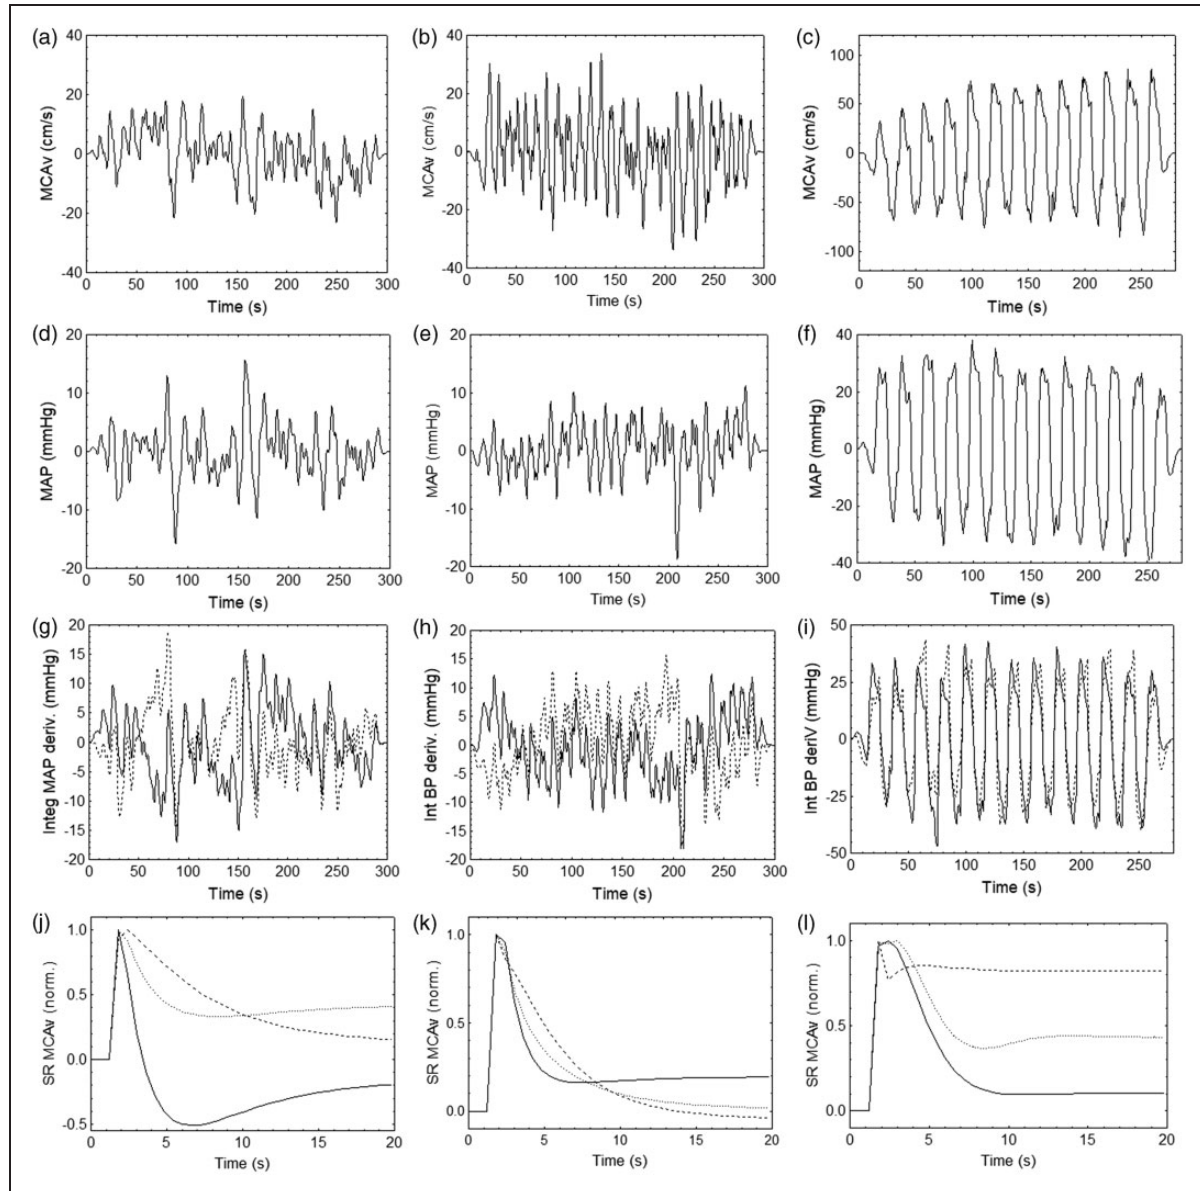 (a)
40
20
0
-20
-40
MCAv (cm/s)
0 50 100 150 200 250 300
Time (s)
(b)
40
20
0
-20
-40
MCAv (cm/s)
0 50 100 150 200 250 300
Time (s)
(c)
100
50
0
-50
-100
MCAv (cm/s)
0 50 100 150 200 250
Time (s)
(d)
20
10
0
-10
-20
MAP (mmHg)
0 50 100 150 200 250 300
Time (s)
(e)
20
10
0
-10
-20
MAP (mmHg)
0 50 100 150 200 250 300
Time (s)
(f)
40
20
0
-20
-40
MAP (mmHg)
0 50 100 150 200 250
Time (s)
(g)
20
15
10
5
0
-5
-10
-15
-20
Integ MAP deriv. (mmHg)
0 50 100 150 200 250 300
Time (s)
(h)
20
15
10
5
0
-5
-10
-15
-20
Int BP deriv. (mmHg)
0 50 100 150 200 250 300
Time (s)
(i)
50
25
0
-25
-50
Int BP deriV (mmHg)
0 50 100 150 200 250
Time (s)
(j)
1.0
0.5
0.0
-0.5
SR MCAv (norm.)
0 5 10 15 20
Time (s)
(k)
1.0
0.5
0.0
SR MCAv (norm.)
0 5 10 15 20
Time (s)
(l)
1.0
0.5
0.0
SR MCAv (norm.)
0 5 10 15 20
Time (s)